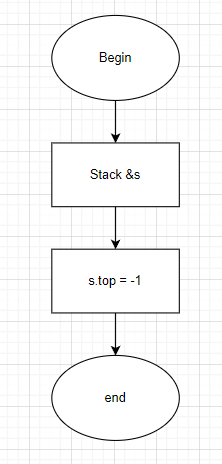 Begin
Stack &s
s.top = -1
end